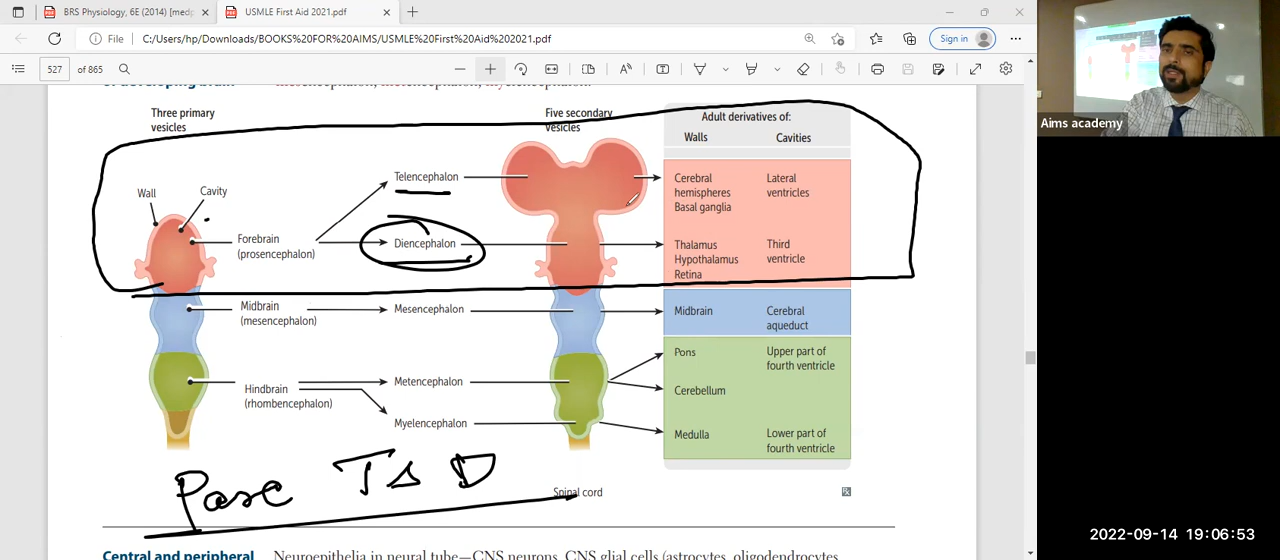 BRS Physiology, 6E (2014) [medp
USMLE First Aid 2021.pdf
File
C:/Users/hp/Downloads/BOOKS%20FOR%20AIMS/USMLE%20First%20Aid%202021.pdf
Sign in
527 of 865
Three primary
vesicles
Five secondary
vesicles
Adult derivatives of:
Walls
Cavities
Wall
Cavity
Forebrain
(prosencephalon)
Telencephalon
Cerebral
hemispheres
Basal ganglia
Lateral
ventricles
Diencephalon
Thalamus
Hypothalamus
Retina
Third
ventricle
Midbrain
(mesencephalon)
Mesencephalon
Midbrain
Cerebral
aqueduct
Hindbrain
(rhombencephalon)
Metencephalon
Pons
Upper part of
fourth ventricle
Cerebellum
Myelencephalon
Medulla
Lower part of
fourth ventricle
Spinal cord
Central and peripheral
Neuroepithelia in neural tube—CNS neurons, CNS glial cells (astrocytes, oligodendrocytes
Aims academy
2022-09-14 19:06:53